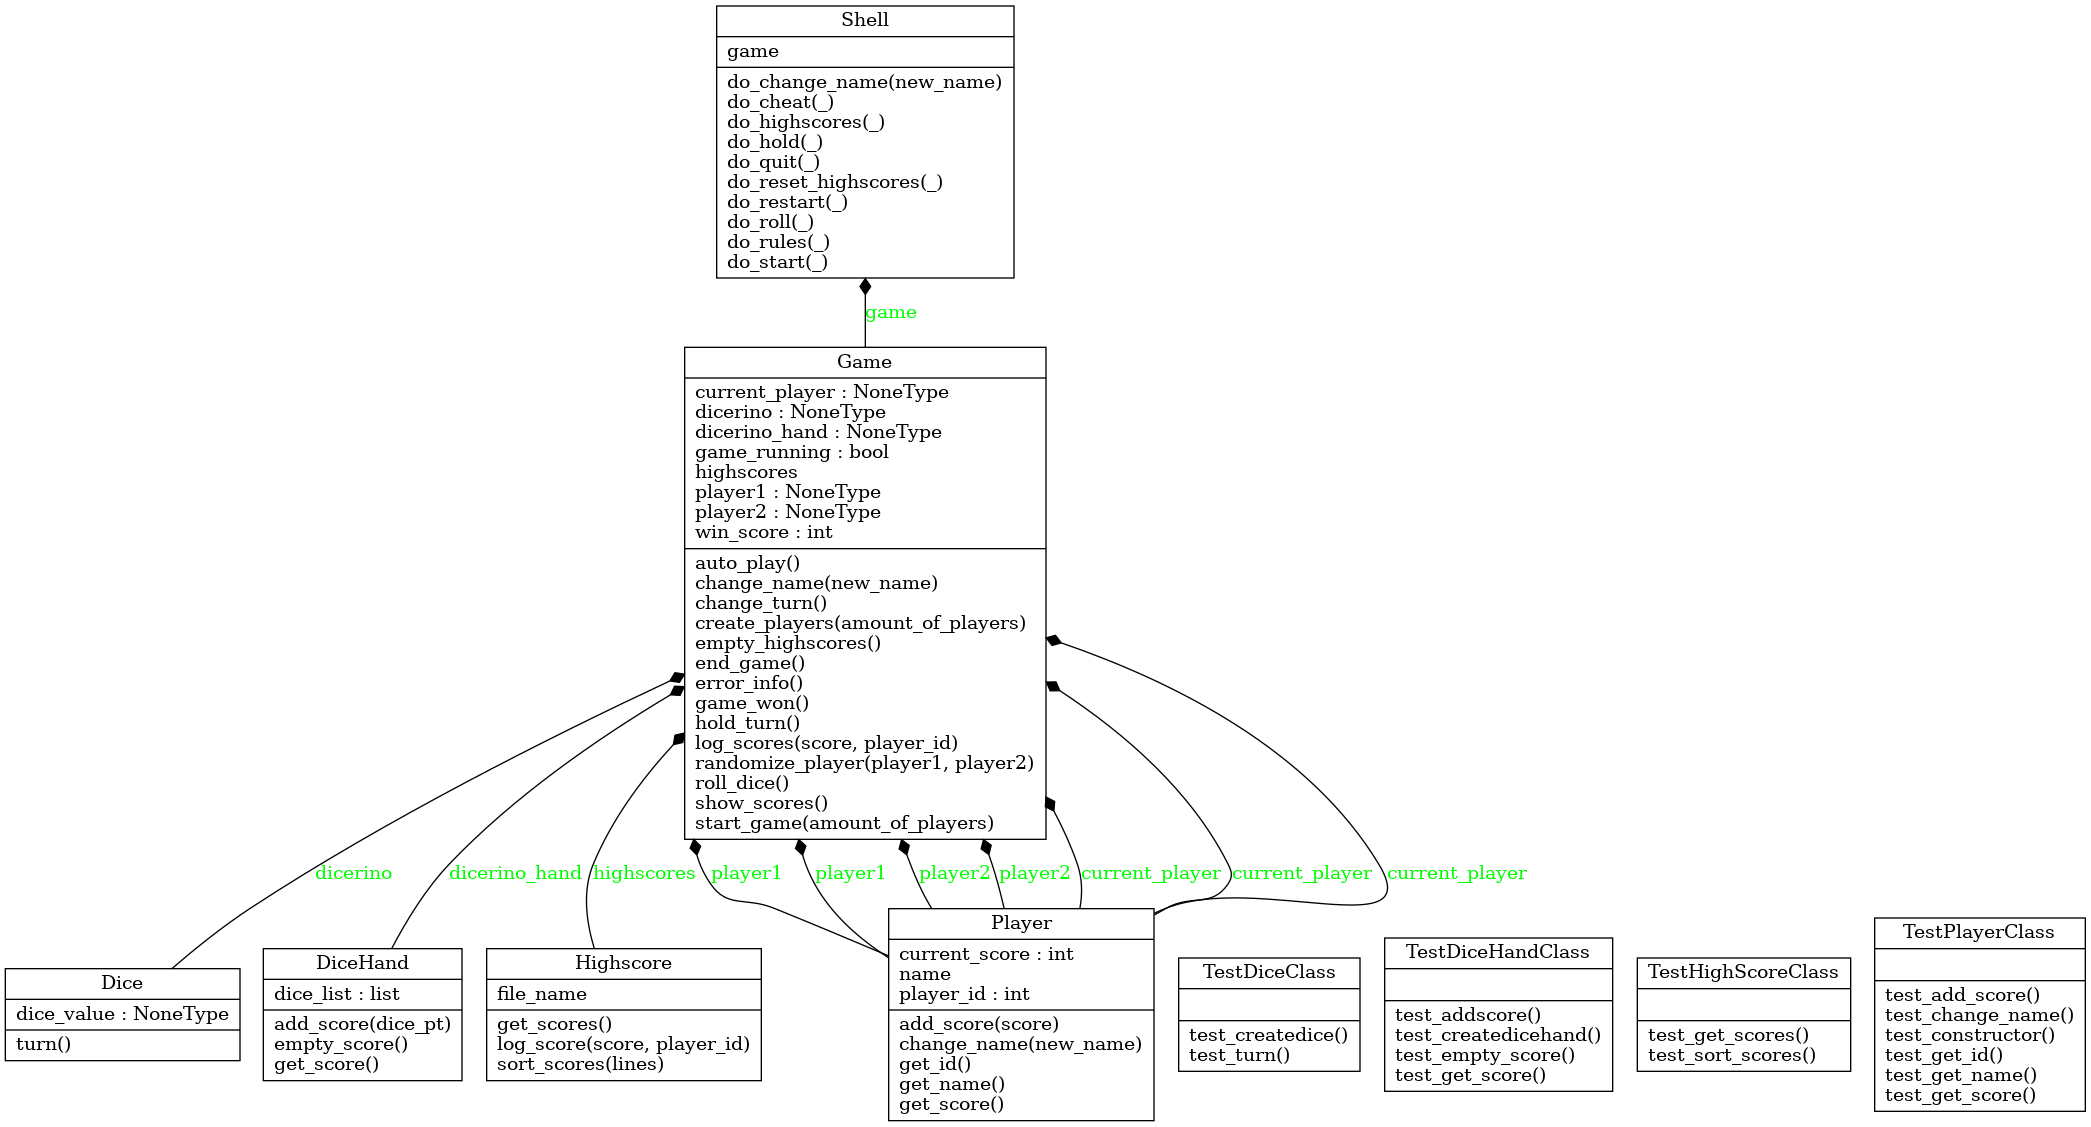 Shell
game
do_change_name(new_name)
do_cheat(_)
do_highscores(_)
do_hold(_)
do_quit(_)
do_reset_highscores(_)
do_restart(_)
do_roll(_)
do_rules(_)
do_start(_)
game
Game
current_player : NoneType
dicerino : NoneType
dicerino_hand : NoneType
game_running : bool
highscores
player1 : NoneType
player2 : NoneType
win_score : int
auto_play()
change_name(new_name)
change_turn()
create_players(amount_of_players)
empty_highscores()
end_game()
error_info()
game_won()
hold_turn()
log_scores(score, player_id)
randomize_player(player1, player2)
roll_dice()
show_scores()
start_game(amount_of_players)
dicerino
dicerino_hand
highscores
player1
player1
player2
player2
current_player
current_player
current_player
Dice
dice_value : NoneType
turn()
DiceHand
dice_list : list
add_score(dice_pt)
empty_score()
get_score()
Highscore
file_name
get_scores()
log_score(score, player_id)
sort_scores(lines)
Player
current_score : int
name
player_id : int
add_score(score)
change_name(new_name)
get_id()
get_name()
get_score()
TestDiceClass
test_createdice()
test_turn()
TestDiceHandClass
test_addscore()
test_createdicehand()
test_empty_score()
test_get_score()
TestHighScoreClass
test_get_scores()
test_sort_scores()
TestPlayerClass
test_add_score()
test_change_name()
test_constructor()
test_get_id()
test_get_name()
test_get_score()